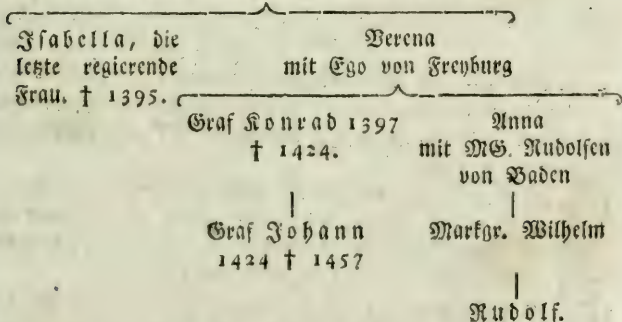 Isabella, die
letzte regierende
Frau. † 1395.
Verena
mit Ego von Freyburg
Graf Konrad 1397
† 1424.
Anna
mit MG. Rudolfen
von Baden
Graf Johann
1424 † 1457
Markgr. Wilhelm
Rudolf.